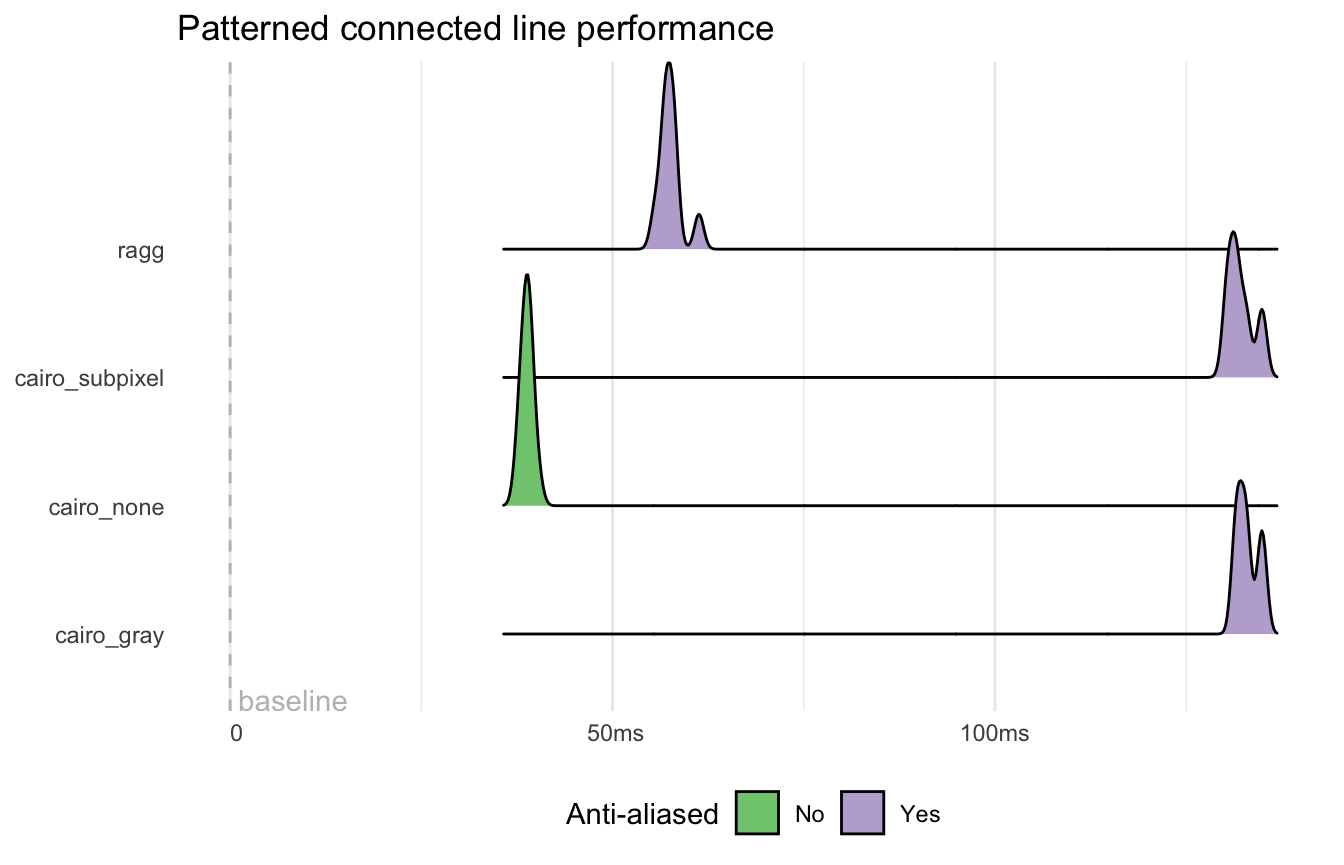 Patterned connected line performance
ragg
cairo_subpixel
cairo_none
cairo_gray
baseline
0 50ms 100ms
Anti-aliased No Yes